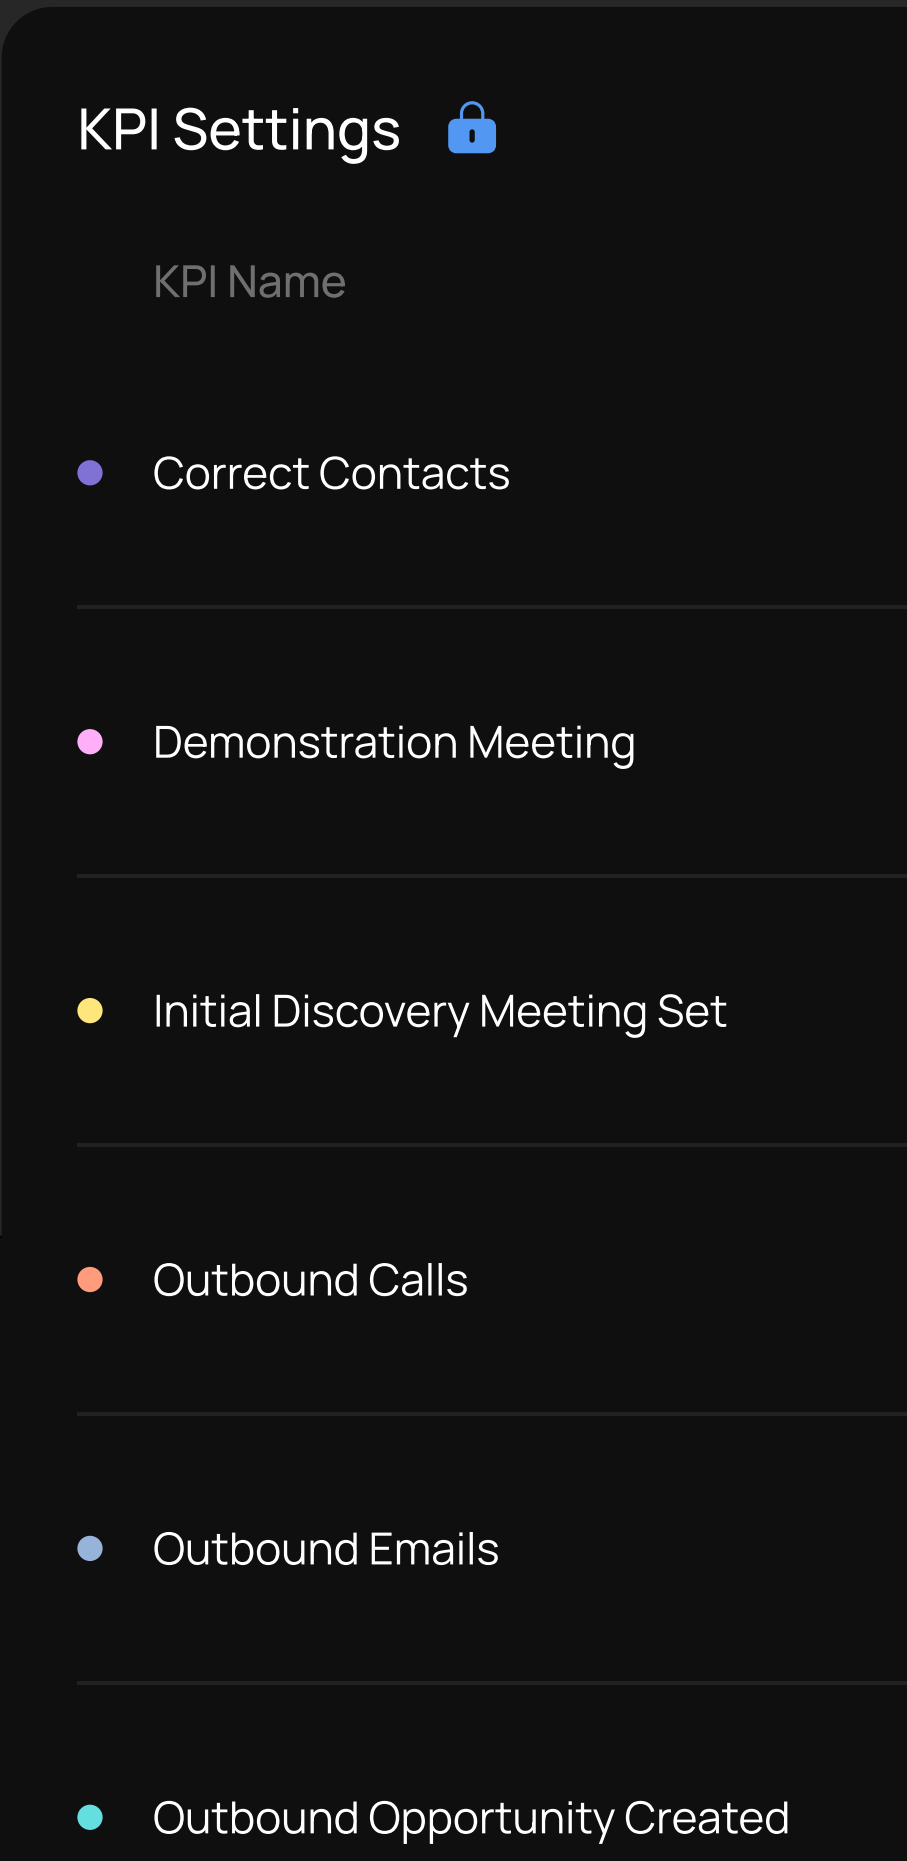 KPI Settings
KPI Name
Correct Contacts
Demonstration Meeting
Initial Discovery Meeting Set
Outbound Calls
Outbound Emails
Outbound Opportunity Created